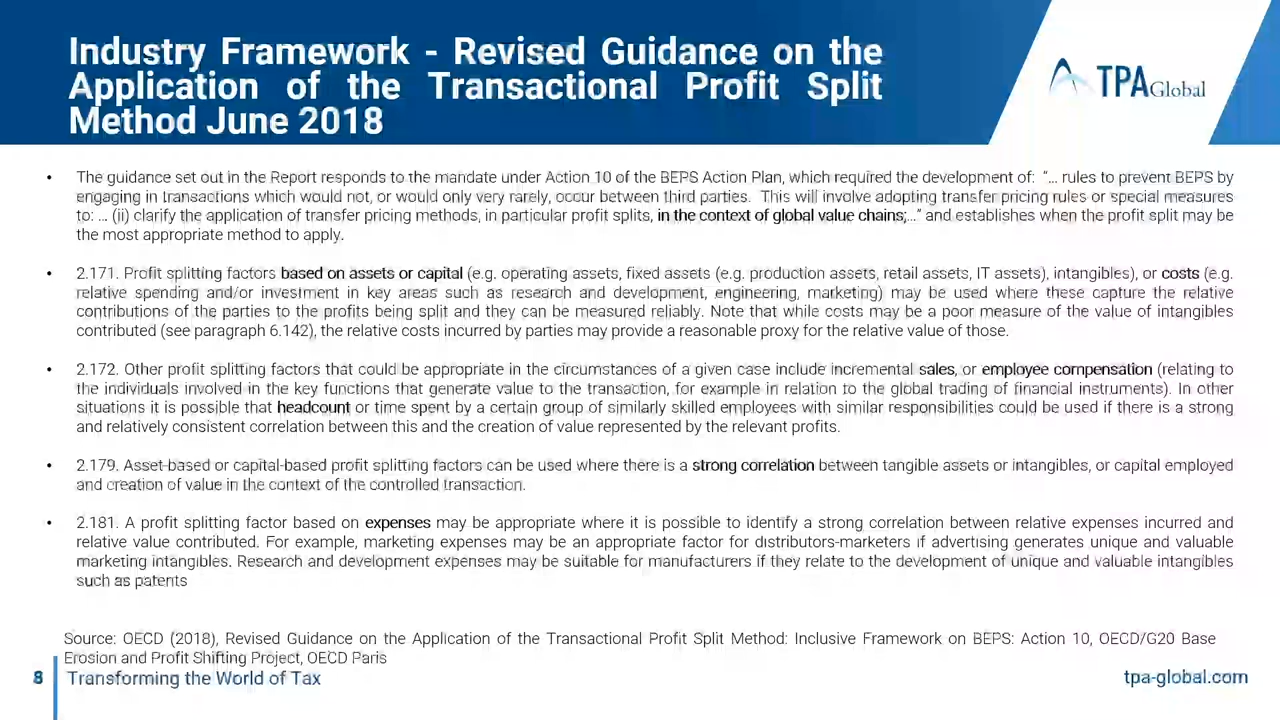 Industry Framework - Revised Guidance on the
Application of the Transactional Profit Split
Method June 2018
TPA Global
• The guidance set out in the Report responds to the mandate under Action 10 of the BEPS Action Plan, which required the development of: “... rules to prevent BEPS by
engaging in transactions which would not, or would only very rarely, occur between third parties. This will involve adopting transfer pricing rules or special measures
to: ... (ii) clarify the application of transfer pricing methods, in particular profit splits, in the context of global value chains;...” and establishes when the profit split may be
the most appropriate method to apply.
• 2.171. Profit splitting factors based on assets or capital (e.g. operating assets, fixed assets (e.g. production assets, retail assets, IT assets), intangibles), or costs (e.g.
relative spending and/or investment in key areas such as research and development, engineering, marketing) may be used where these capture the relative
contributions of the parties to the profits being split and they can be measured reliably. Note that while costs may be a poor measure of the value of intangibles
contributed (see paragraph 6.142), the relative costs incurred by parties may provide a reasonable proxy for the relative value of those.
• 2.172. Other profit splitting factors that could be appropriate in the circumstances of a given case include incremental sales, or employee compensation (relating to
the individuals involved in the key functions that generate value to the transaction, for example in relation to the global trading of financial instruments). In other
situations it is possible that headcount or time spent by a certain group of similarly skilled employees with similar responsibilities could be used if there is a strong
and relatively consistent correlation between this and the creation of value represented by the relevant profits.
• 2.179. Asset-based or capital-based profit splitting factors can be used where there is a strong correlation between tangible assets or intangibles, or capital employed
and creation of value in the context of the controlled transaction.
• 2.181. A profit splitting factor based on expenses may be appropriate where it is possible to identify a strong correlation between relative expenses incurred and
relative value contributed. For example, marketing expenses may be an appropriate factor for distributors-marketers if advertising generates unique and valuable
marketing intangibles. Research and development expenses may be suitable for manufacturers if they relate to the development of unique and valuable intangibles
such as patents
Source: OECD (2018), Revised Guidance on the Application of the Transactional Profit Split Method: Inclusive Framework on BEPS: Action 10, OECD/G20 Base
Erosion and Profit Shifting Project, OECD Paris
8 Transforming the World of Tax
tpa-global.com